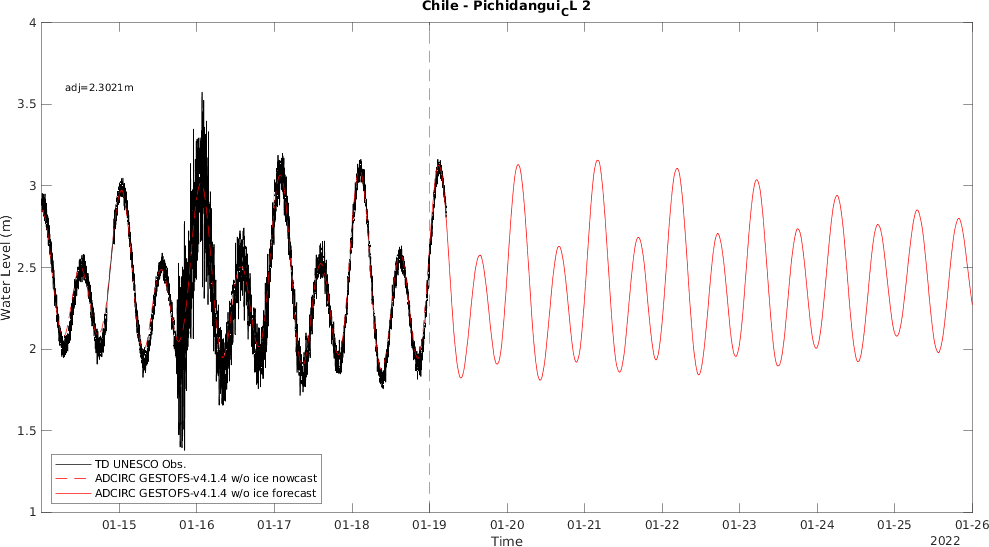 Chile - PichidanguiCL 2
4
adj=2.3021m
3.5
3
2.5
2
1.5
1
Water Level (m)
TD UNESCO Obs.
ADCIRC GESTOFS-v4.1.4 w/o ice nowcast
ADCIRC GESTOFS-v4.1.4 w/o ice forecast
01-15 01-16 01-17 01-18 01-19 01-20 01-21 01-22 01-23 01-24 01-25 01-26
Time
2022